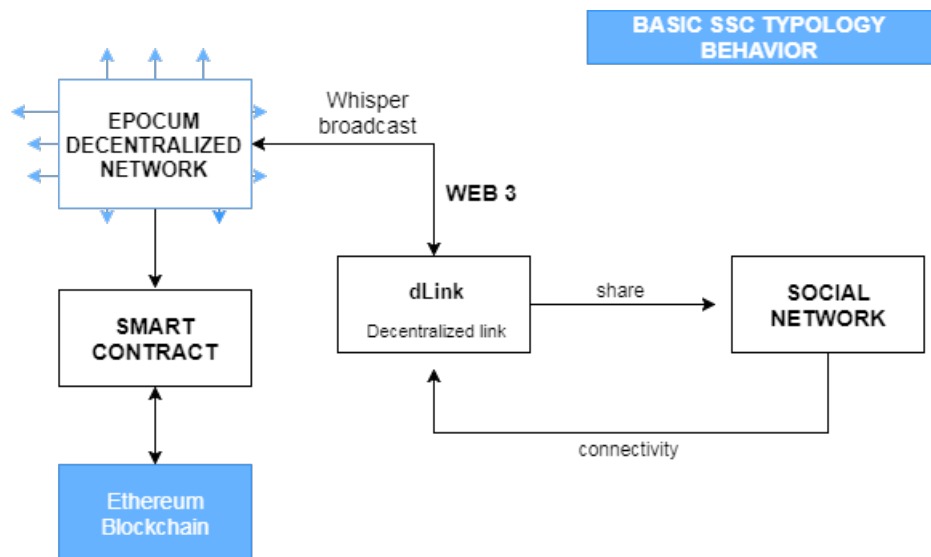 BASIC SSC TYPOLOGY
BEHAVIOR
EPOCUM
DECENTRALIZED
NETWORK
Whisper
broadcast
WEB 3
dLink
Decentralized link
share
SOCIAL
NETWORK
SMART
CONTRACT
connectivity
Ethereum
Blockchain